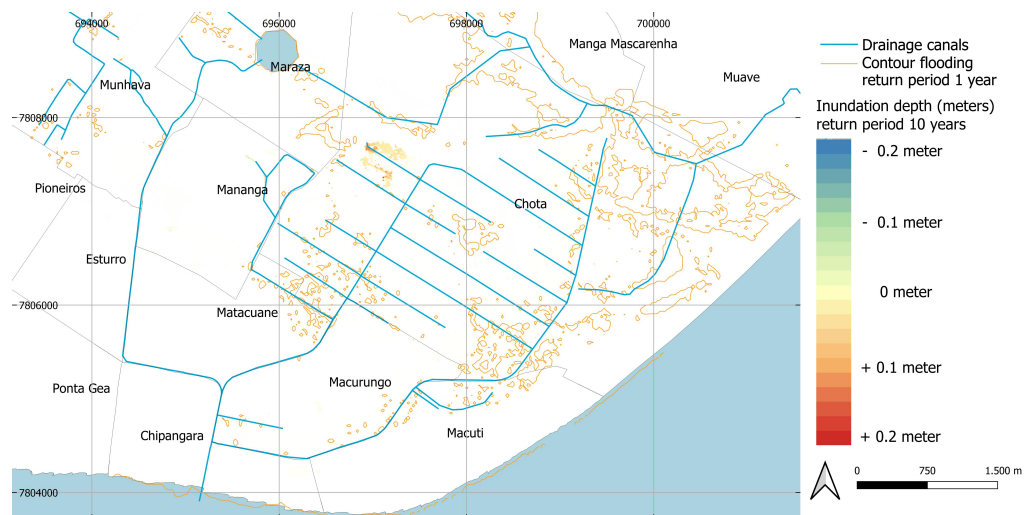 694000
696000
698000
700000
Manga Mascarenha
Drainage canals
Contour flooding
return period 1 year
Maraza
Muave
Munhava
Inundation depth (meters)
return period 10 years
7808000
- 0.2 meter
Pioneiros
Mananga
Chota
- 0.1 meter
Esturro
0 meter
7806000
Matacuane
+ 0.1 meter
Ponta Gea
Macurungo
Chipangara
Macuti
+ 0.2 meter
0
750
1.500 m
7804000